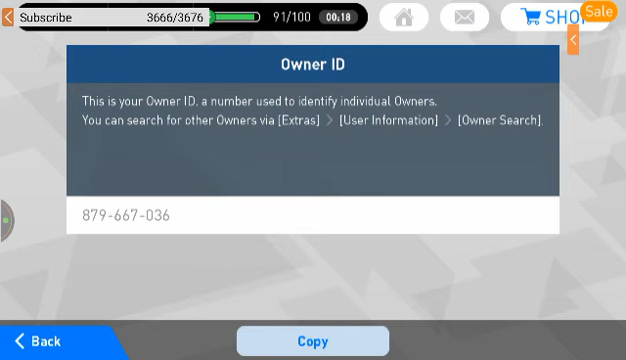 Subscribe 3666/3676 91/100 00:18 SHOP Sale
Owner ID
This is your Owner ID, a number used to identify individual Owners.
You can search for other Owners via [Extras] > [User Information] > [Owner Search].
879-667-036
Back
Copy